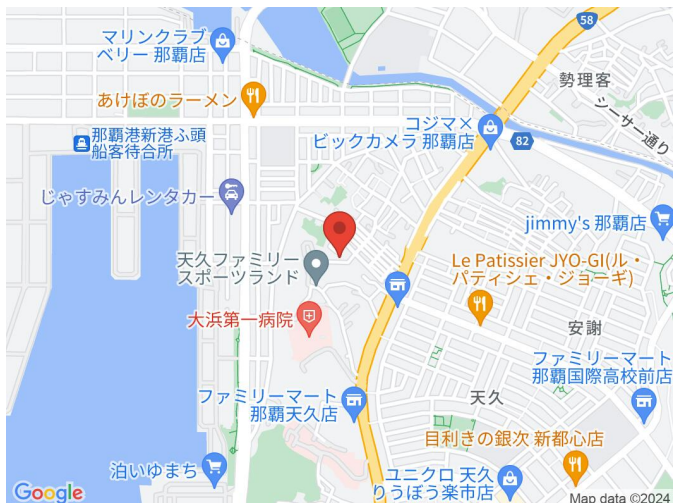 マリンクラブ
ベリー 那覇店
58
勢理客
シーサー通り
あけぼのラーメン
コジマ×
ビックカメラ 那覇店
82
那覇港新港ふ頭
船客待合所
じゃすみんレンタカー
jimmy's 那覇店
天久ファミリー
スポーツランド
Le Patissier JYO-GI(ル・
パティシェ・ジョーギ)
大浜第一病院
安謝
ファミリーマート
那覇国際高校前店
ファミリーマート
那覇天久店
天久
目利きの銀次 新都心店
泊いゆまち
ユニクロ 天久
りうぼう楽市店
Google
Map data ©2024